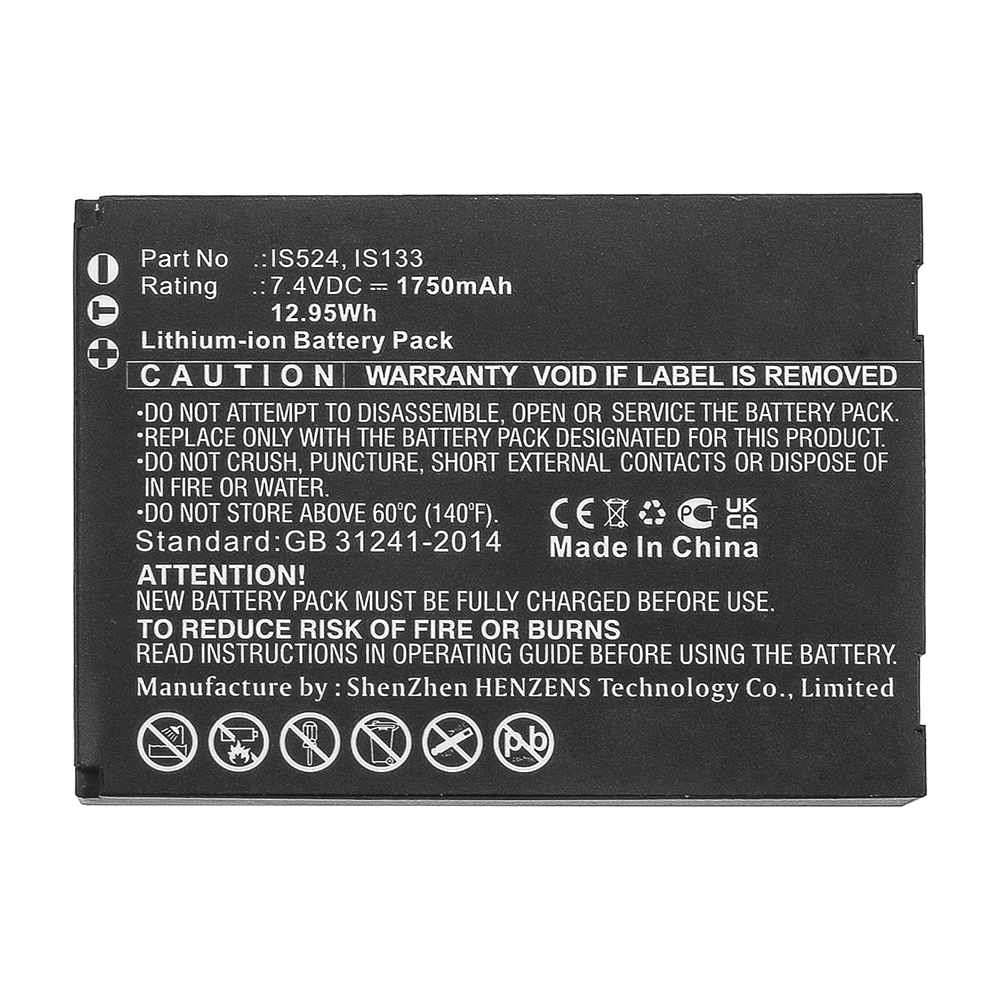 Part No .: IS524, IS133
Rating .: 7.4VDC ⎓ 1750mAh
12.95Wh
Lithium-ion Battery Pack
CAUTION WARRANTY VOID IF LABEL IS REMOVED
•DO NOT ATTEMPT TO DISASSEMBLE, OPEN OR SERVICE THE BATTERY PACK.
•REPLACE ONLY WITH THE BATTERY PACK DESIGNATED FOR THIS PRODUCT.
•DO NOT CRUSH, PUNCTURE, SHORT EXTERNAL CONTACTS OR DISPOSE OF
IN FIRE OR WATER.
•DO NOT STORE ABOVE 60°C (140°F).
Standard:GB 31241-2014
CE PCT UK
CA
Made In China
ATTENTION!
NEW BATTERY PACK MUST BE FULLY CHARGED BEFORE USE.
TO REDUCE RISK OF FIRE OR BURNS
READ INSTRUCTIONS IN OPERATING GUIDE BEFORE USING THE BATTERY.
Manufacture by : ShenZhen HENZENS Technology Co., Limited
pb
- T +